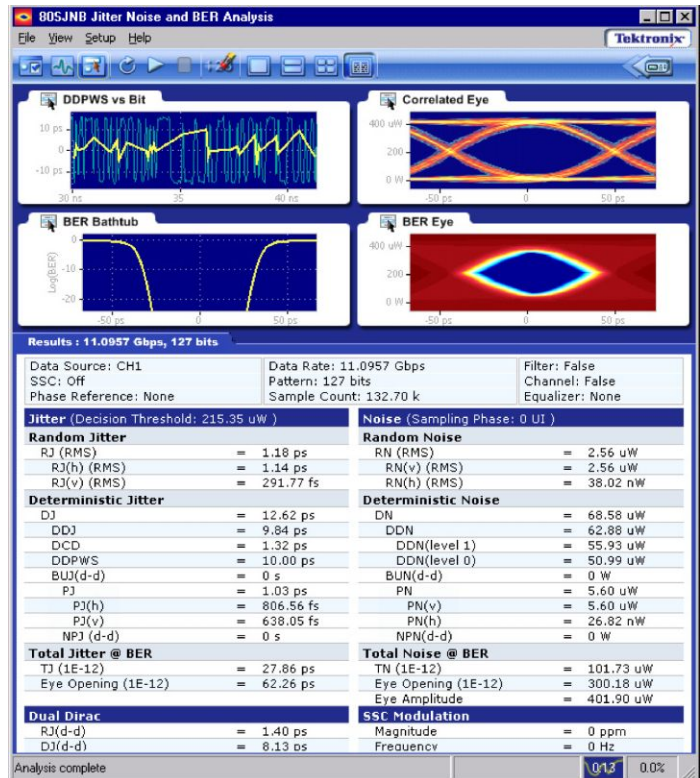 80SJNB Jitter Noise and BER Analysis
File View Setup Help
Tektronix
DDPWS vs Bit
10 ps
0
-10 ps
30 ns 35 40 ns
Correlated Eye
400 uW
200
0 W
-50 ps 0 50 ps
BER Bathtub
Log(BER)
0
-10
-20
-50 ps 0 50 ps
BER Eye
400 uW
200
0 W
-50 ps 0 50 ps
Results : 11.0957 Gbps, 127 bits
Data Source: CH1 Data Rate: 11.0957 Gbps Filter: False
SSC: Off Pattern: 127 bits Channel: False
Phase Reference: None Sample Count: 132.70 k Equalizer: None
Jitter (Decision Threshold: 215.35 uW )
Random Jitter
RJ (RMS) = 1.18 ps
RJ(h) (RMS) = 1.14 ps
RJ(v) (RMS) = 291.77 fs
Deterministic Jitter
DJ = 12.62 ps
DDJ = 9.84 ps
DCD = 1.32 ps
DDPWS = 10.00 ps
BUJ(d-d) = 0 s
PJ = 1.03 ps
PJ(h) = 806.56 fs
PJ(v) = 638.05 fs
NPJ (d-d) = 0 s
Total Jitter @ BER
TJ (1E-12) = 27.86 ps
Eye Opening (1E-12) = 62.26 ps
Dual Dirac
RJ(d-d) = 1.40 ps
DJ(d-d) = 8.13 ps
Noise (Sampling Phase: 0 UI )
Random Noise
RN (RMS) = 2.56 uW
RN(v) (RMS) = 2.56 uW
RN(h) (RMS) = 38.02 nW
Deterministic Noise
DN = 68.58 uW
DDN = 62.88 uW
DDN(level 1) = 55.93 uW
DDN(level 0) = 50.99 uW
BUN(d-d) = 0 W
PN = 5.60 uW
PN(v) = 5.60 uW
PN(h) = 26.82 nW
NPN(d-d) = 0 W
Total Noise @ BER
TN (1E-12) = 101.73 uW
Eye Opening (1E-12) = 300.18 uW
Eye Amplitude = 401.90 uW
SSC Modulation
Magnitude = 0 ppm
Frequency = 0 Hz
Analysis complete 0.0%